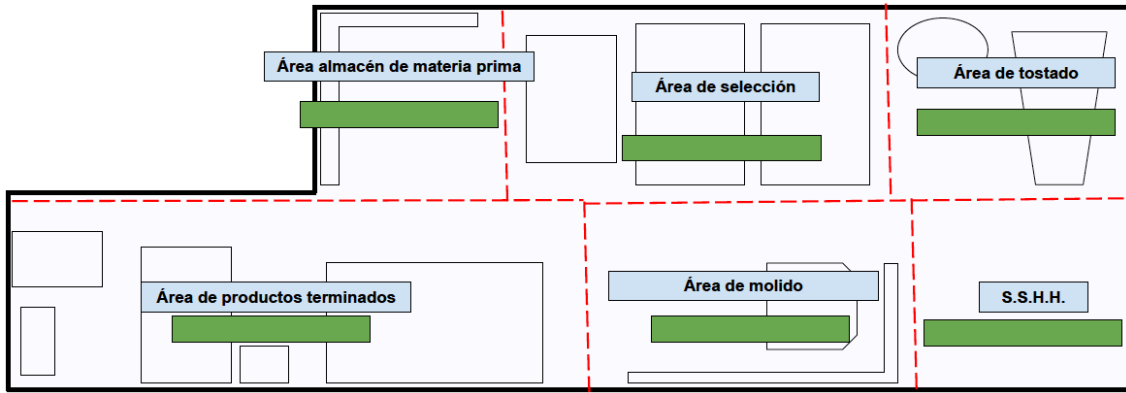 Área almacén de materia prima
Área de selección
Área de tostado
Área de productos terminados
Área de molido
S.S.H.H.